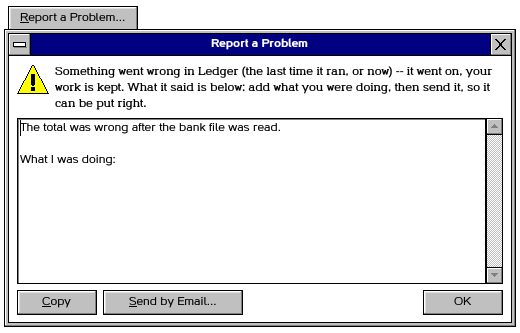 Report a Problem...
Report a Problem
Something went wrong in Ledger (the last time it ran, or now) -- it went on, your
work is kept. What it said is below: add what you were doing, then send it, so it
can be put right.
The total was wrong after the bank file was read.
What I was doing:
Copy
Send by Email...
OK